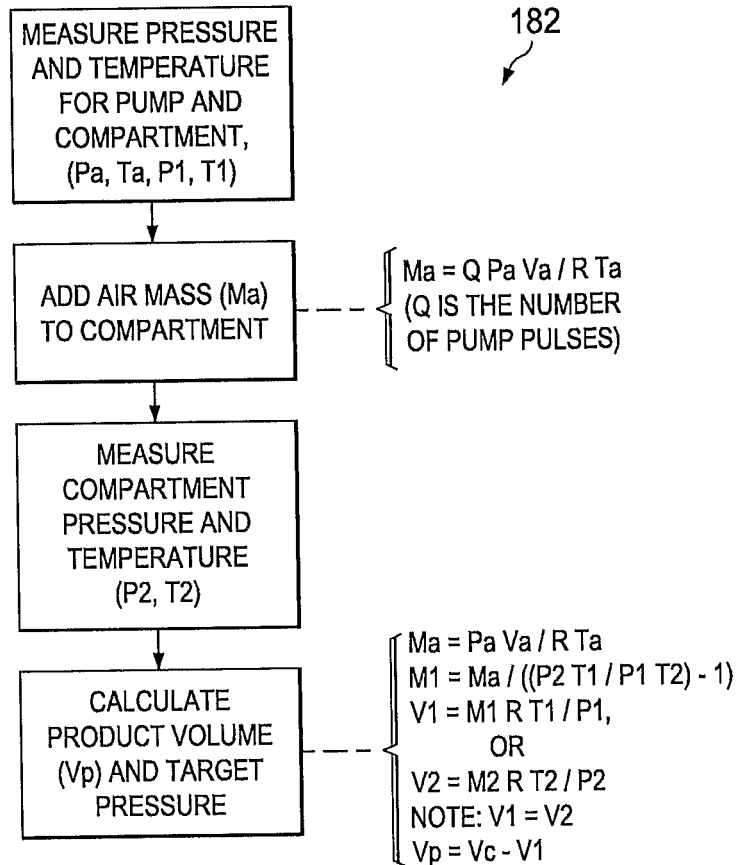 182
MEASURE PRESSURE
AND TEMPERATURE
FOR PUMP AND
COMPARTMENT,
(Pa, Ta, P1, T1)
ADD AIR MASS (Ma)
TO COMPARTMENT
Ma = Q Pa Va / R Ta
(Q IS THE NUMBER
OF PUMP PULSES)
MEASURE
COMPARTMENT
PRESSURE AND
TEMPERATURE
(P2, T2)
CALCULATE
PRODUCT VOLUME
(Vp) AND TARGET
PRESSURE
Ma = Pa Va / R Ta
M1 = Ma / ((P2 T1 / P1 T2) - 1)
V1 = M1 R T1 / P1,
OR
V2 = M2 R T2 / P2
NOTE: V1 = V2
Vp = Vc - V1